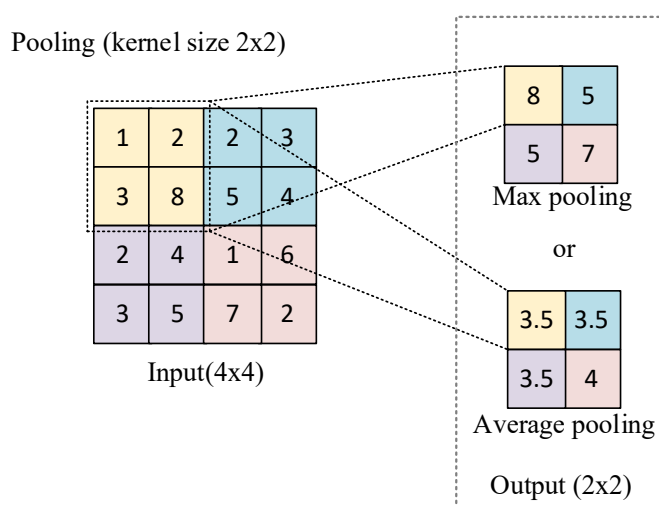 Pooling (kernel size 2x2)
1 2 2 3
3 8 5 4
2 4 1 6
3 5 7 2
Input(4x4)
8 5
5 7
Max pooling
or
3.5 3.5
3.5 4
Average pooling
Output (2x2)